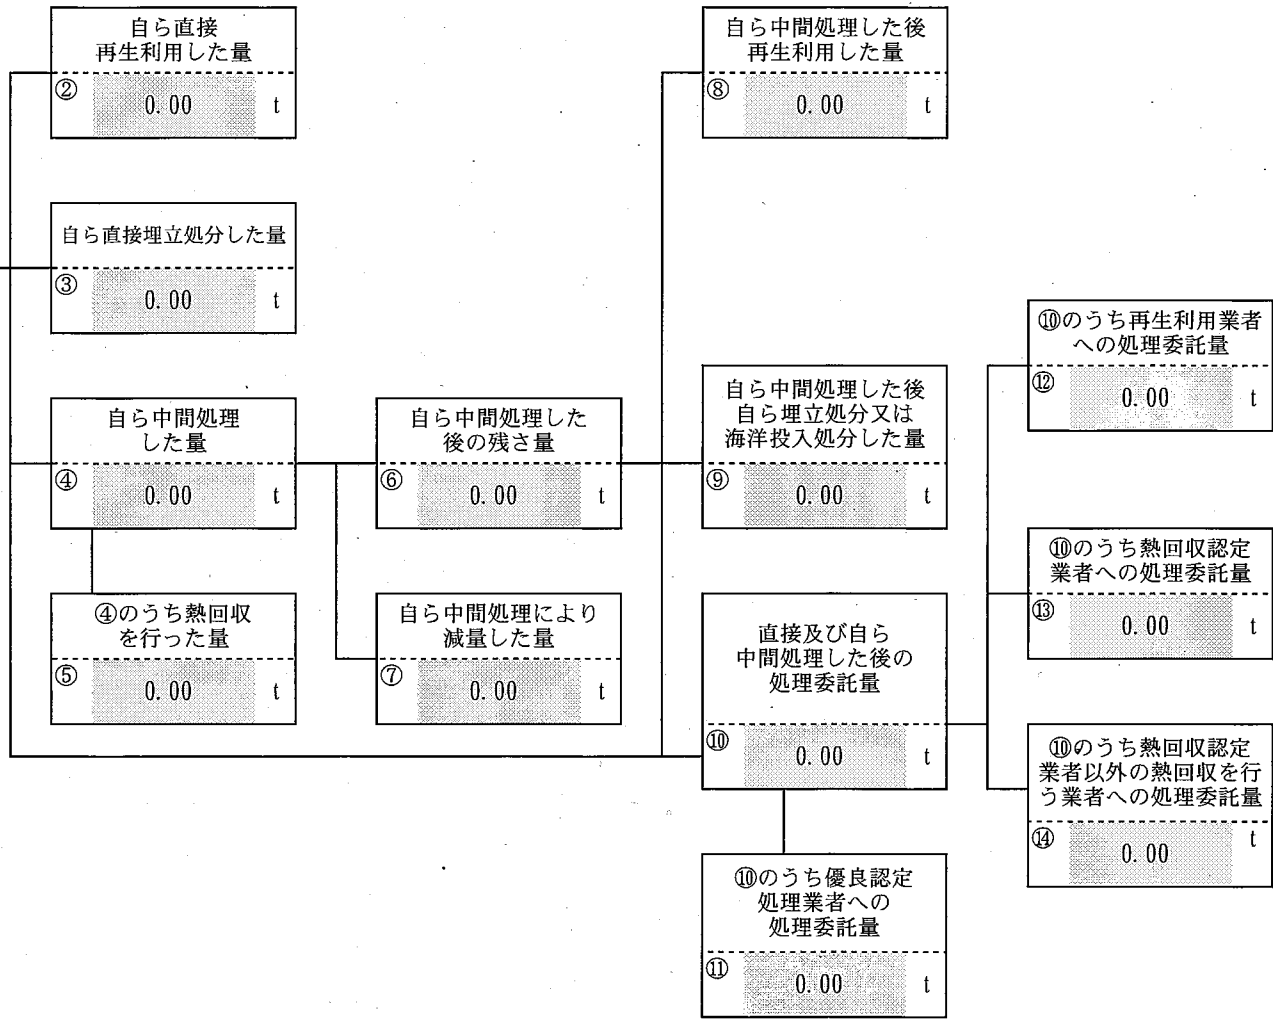 自ら直接
再生利用した量
②
0.00 t
自ら直接埋立処分した量
③
0.00 t
自ら中間処理
した量
④
0.00 t
④のうち熱回収
を行った量
⑤
0.00 t
自ら中間処理した
後の残さ量
⑥
0.00 t
自ら中間処理により
減量した量
⑦
0.00 t
自ら中間処理した後
再生利用した量
⑧
0.00 t
自ら中間処理した後
自ら埋立処分又は
海洋投入処分した量
⑨
0.00 t
直接及び自ら
中間処理した後の
処理委託量
⑩
0.00 t
⑩のうち優良認定
処理業者への
処理委託量
⑪
0.00 t
⑩のうち再生利用業者
への処理委託量
⑫
0.00 t
⑩のうち熱回収認定
業者への処理委託量
⑬
0.00 t
⑩のうち熱回収認定
業者以外の熱回収を行
う業者への処理委託量
⑭
0.00 t